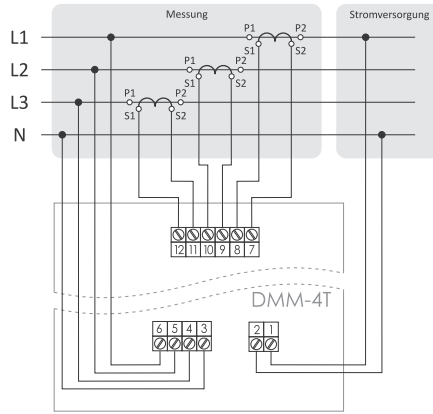 Messung
Stromversorgung
L1
P1 P2
S1 S2
L2
P1 P2
S1 S2
L3
P1 P2
S1 S2
N
12 11 10 9 8 7
DMM-4T
6 5 4 3
2 1